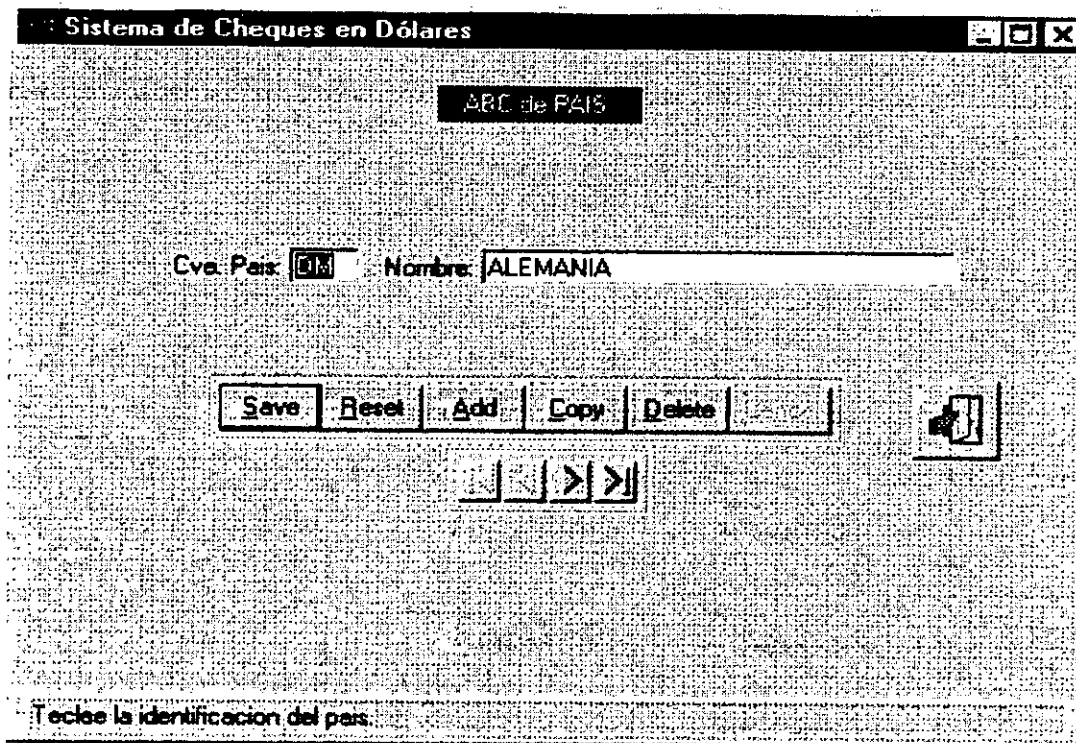 Sistema de Cheques en Dólares
ABC de PAIS
Cve. Pais: DM Nombre: ALEMANIA
Save Reset Add Copy Delete
Teclee la identificacion del pais.